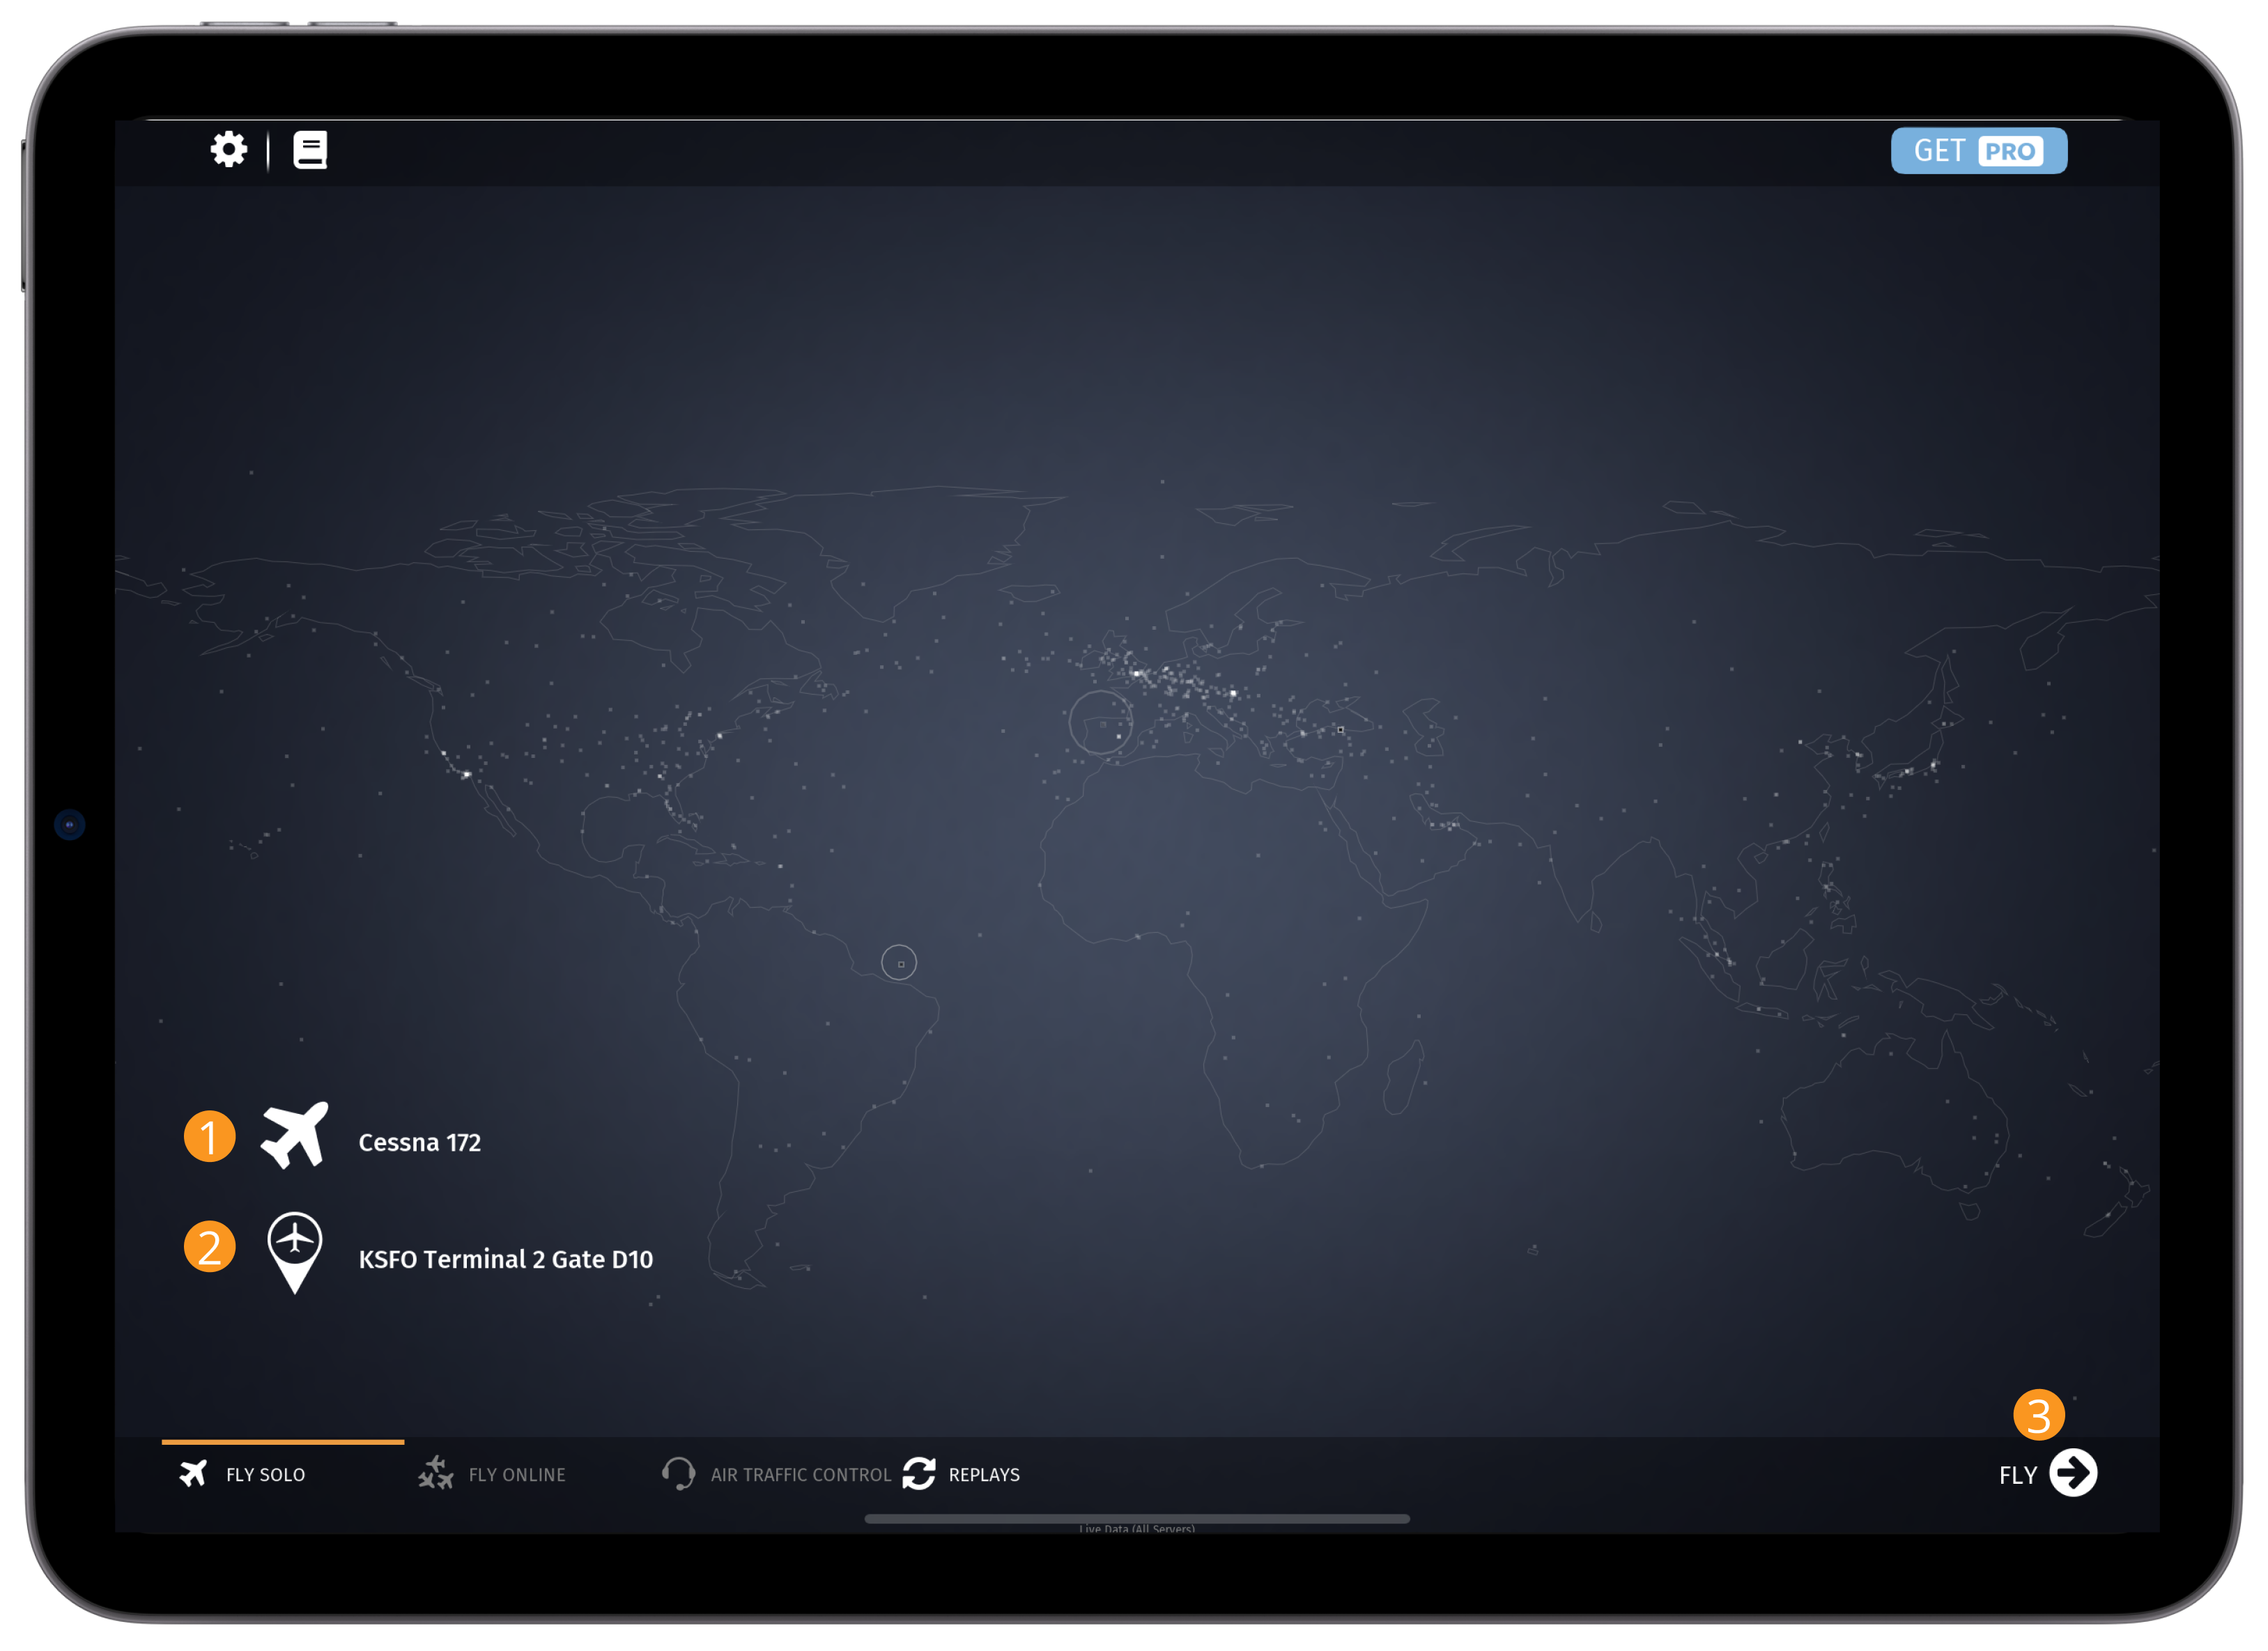 GET PRO
1 Cessna 172
2 KSFO Terminal 2 Gate D10
3
FLY SOLO
FLY ONLINE
AIR TRAFFIC CONTROL
REPLAYS
FLY
Live Data (All Servers)